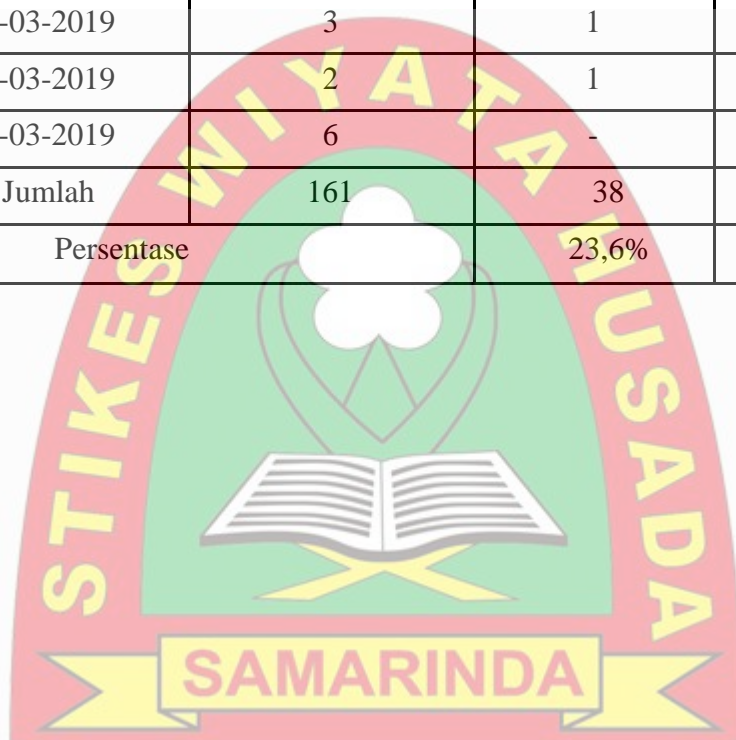 -03-2019 3 1
-03-2019 2 1
-03-2019 6 -
Jumlah 161 38
Persentase 23,6%
STIKES WIYATA HUSADA
SAMARINDA